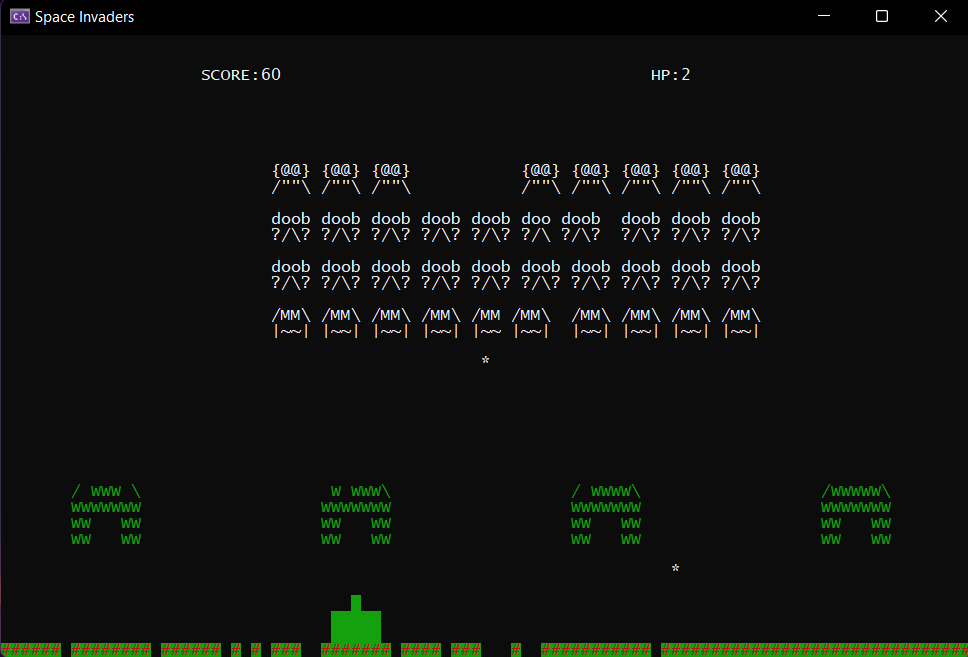 Space Invaders
SCORE:60 HP:2
{@@} {@@} {@@}           {@@} {@@} {@@} {@@} {@@}
/""\ /""\ /""\           /""\ /""\ /""\ /""\ /""\
doob doob doob doob doob doo doob  doob doob doob
?/\? ?/\? ?/\? ?/\? ?/\? ?/\ ?/\?  ?/\? ?/\? ?/\?
doob doob doob doob doob doob doob doob doob doob
?/\? ?/\? ?/\? ?/\? ?/\? ?/\? ?/\? ?/\? ?/\? ?/\?
/MM\ /MM\ /MM\ /MM\ /MM /MM\  /MM\ /MM\ /MM\ /MM\
|~~| |~~| |~~| |~~| |~~ |~~|  |~~| |~~| |~~| |~~|
*
/ WWW \                   W WWW\                  / WWWW\                  /WWWWW\
WWWWWWW                  WWWWWWW                  WWWWWWW                  WWWWWWW
WW   WW                  WW   WW                  WW   WW                  WW   WW
WW   WW                  WW   WW                  WW   WW                  WW   WW
*
###### ######## ###### # # ###  ####### #### ###   #  ########### ###############################